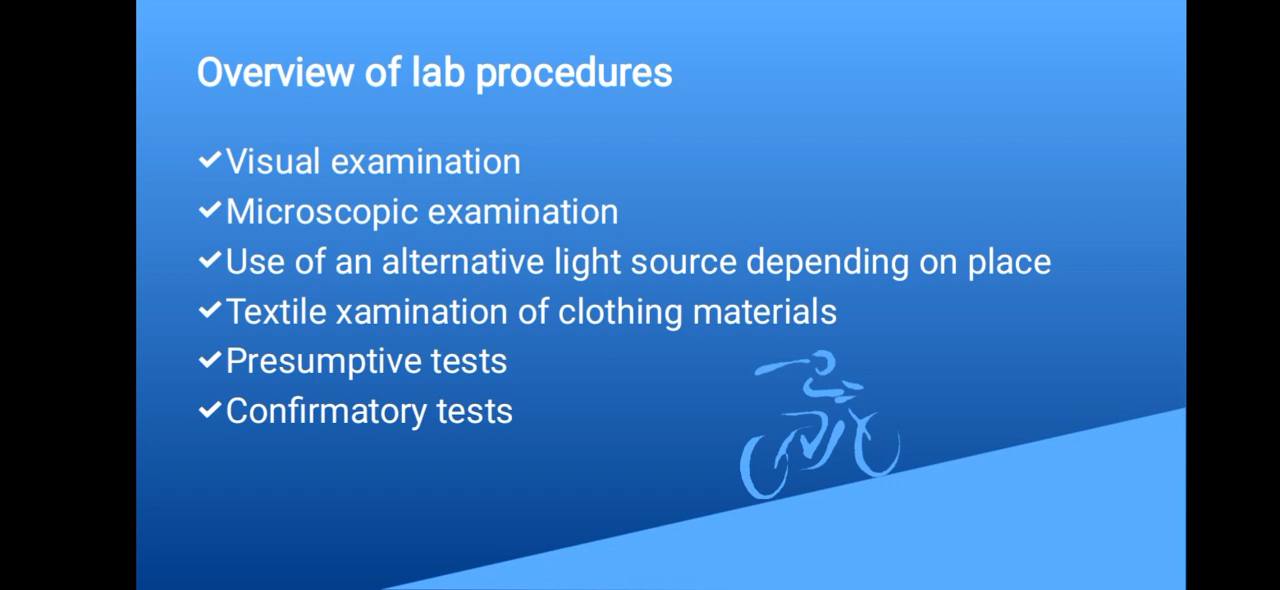 Overview of lab procedures
✔Visual examination
✔Microscopic examination
✔Use of an alternative light source depending on place
✔Textile xamination of clothing materials
✔Presumptive tests
✔Confirmatory tests